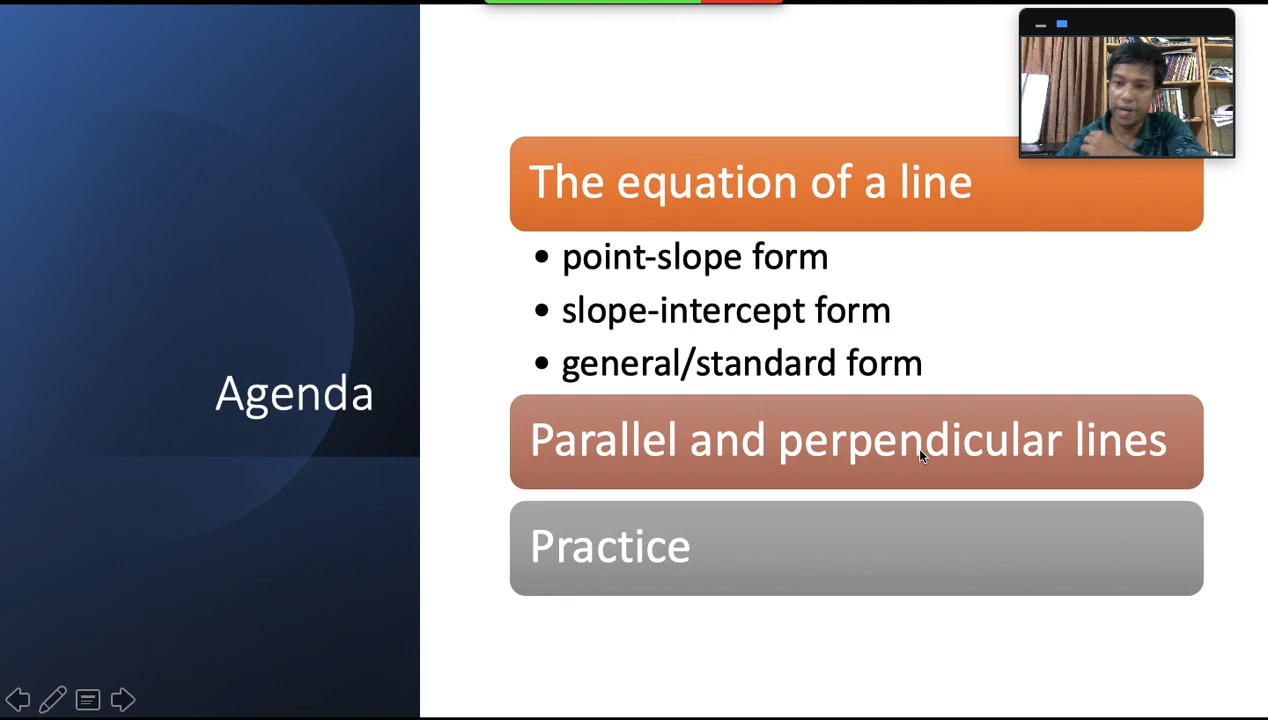 Agenda
The equation of a line
• point-slope form
• slope-intercept form
• general/standard form
Parallel and perpendicular lines
Practice